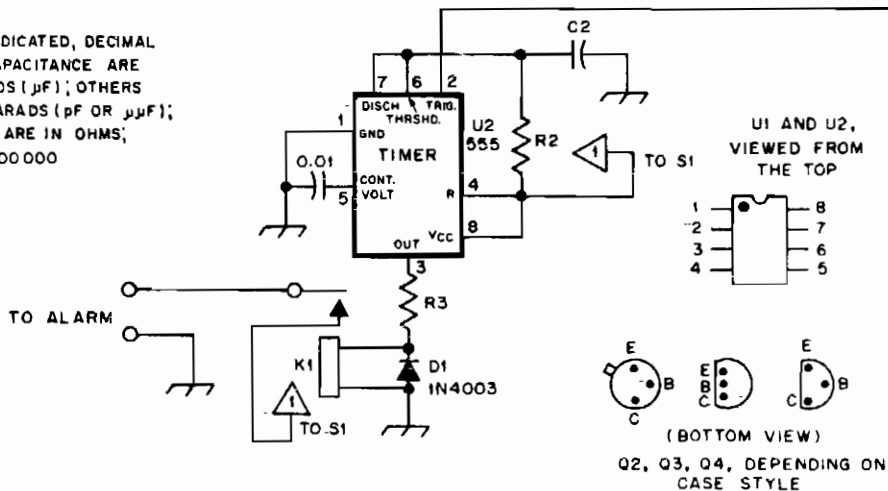 DICATED, DECIMAL
PACITANCE ARE
DS (µF); OTHERS
ARADS (pF OR µµF);
ARE IN OHMS;
00 000
C2
7 6 2
DISCH TRIG.
THRSHD.
1
GND
U2
555
TIMER
R2
0.01
CONT.
VOLT
5
R
4
1
TO S1
VCC
8
OUT
3
R3
TO ALARM
K1
D1
1N4003
1
TO S1
U1 AND U2,
VIEWED FROM
THE TOP
1 8
2 7
3 6
4 5
E
B
C
E
B
C
E
B
C
(BOTTOM VIEW)
Q2, Q3, Q4, DEPENDING ON
CASE STYLE